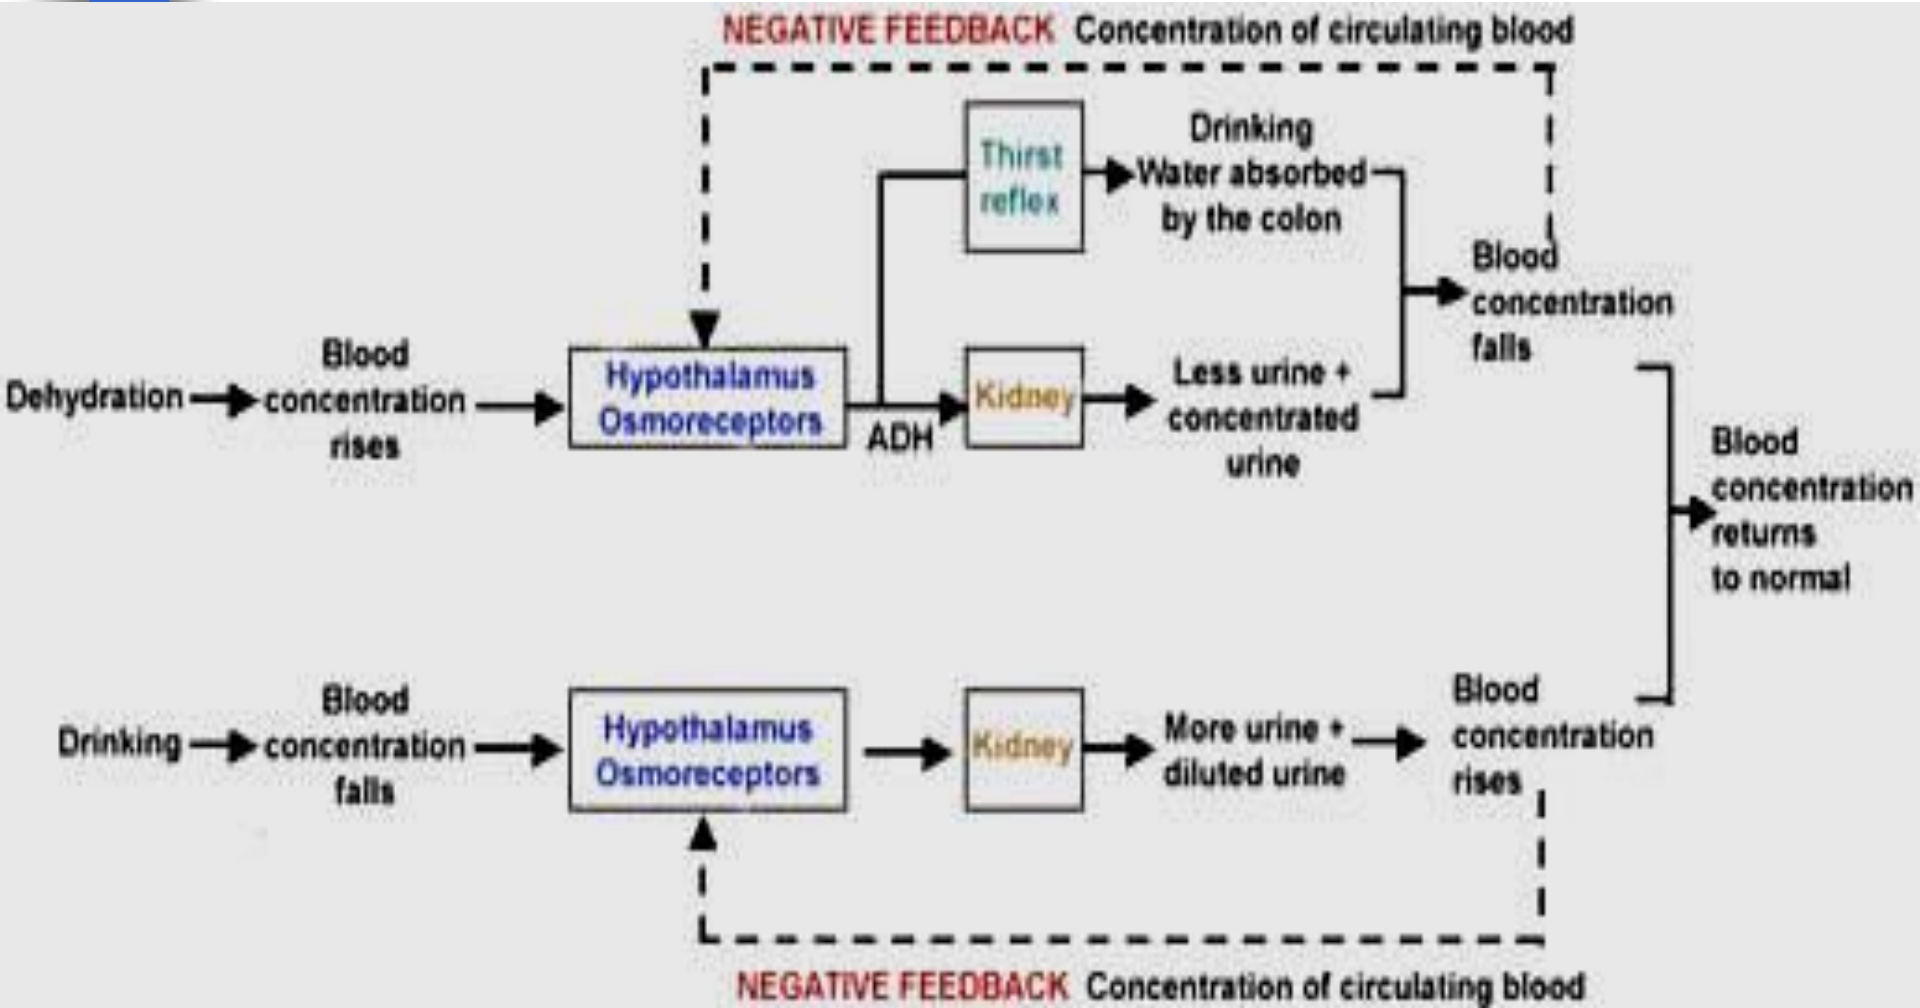 NEGATIVE FEEDBACK Concentration of circulating blood
Thirst
reflex
Drinking
Water absorbed
by the colon
Blood
concentration
falls
Dehydration
Blood
concentration
rises
Hypothalamus
Osmoreceptors
ADH
Kidney
Less urine +
concentrated
urine
Blood
concentration
returns
to normal
Drinking
Blood
concentration
falls
Hypothalamus
Osmoreceptors
Kidney
More urine +
diluted urine
Blood
concentration
rises
NEGATIVE FEEDBACK Concentration of circulating blood